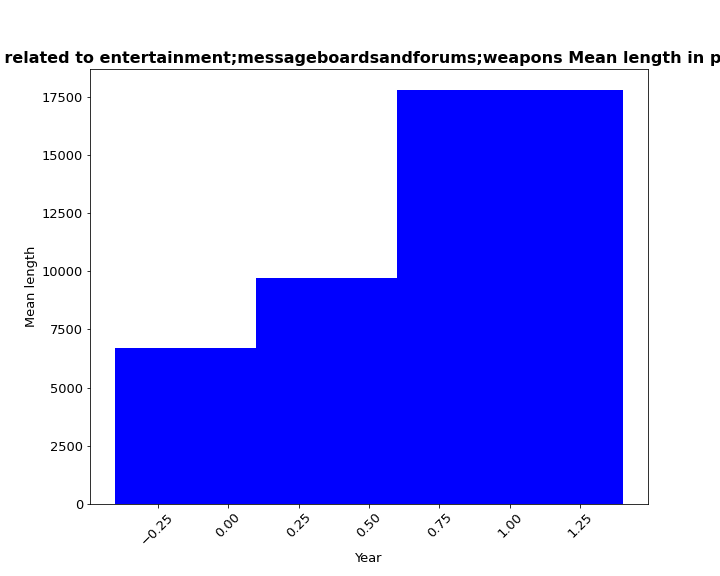 related to entertainment;messageboardsandforums;weapons Mean length in p
17500
15000
12500
10000
7500
5000
2500
0
Mean length
−0.25 0.00 0.25 0.50 0.75 1.00 1.25
Year